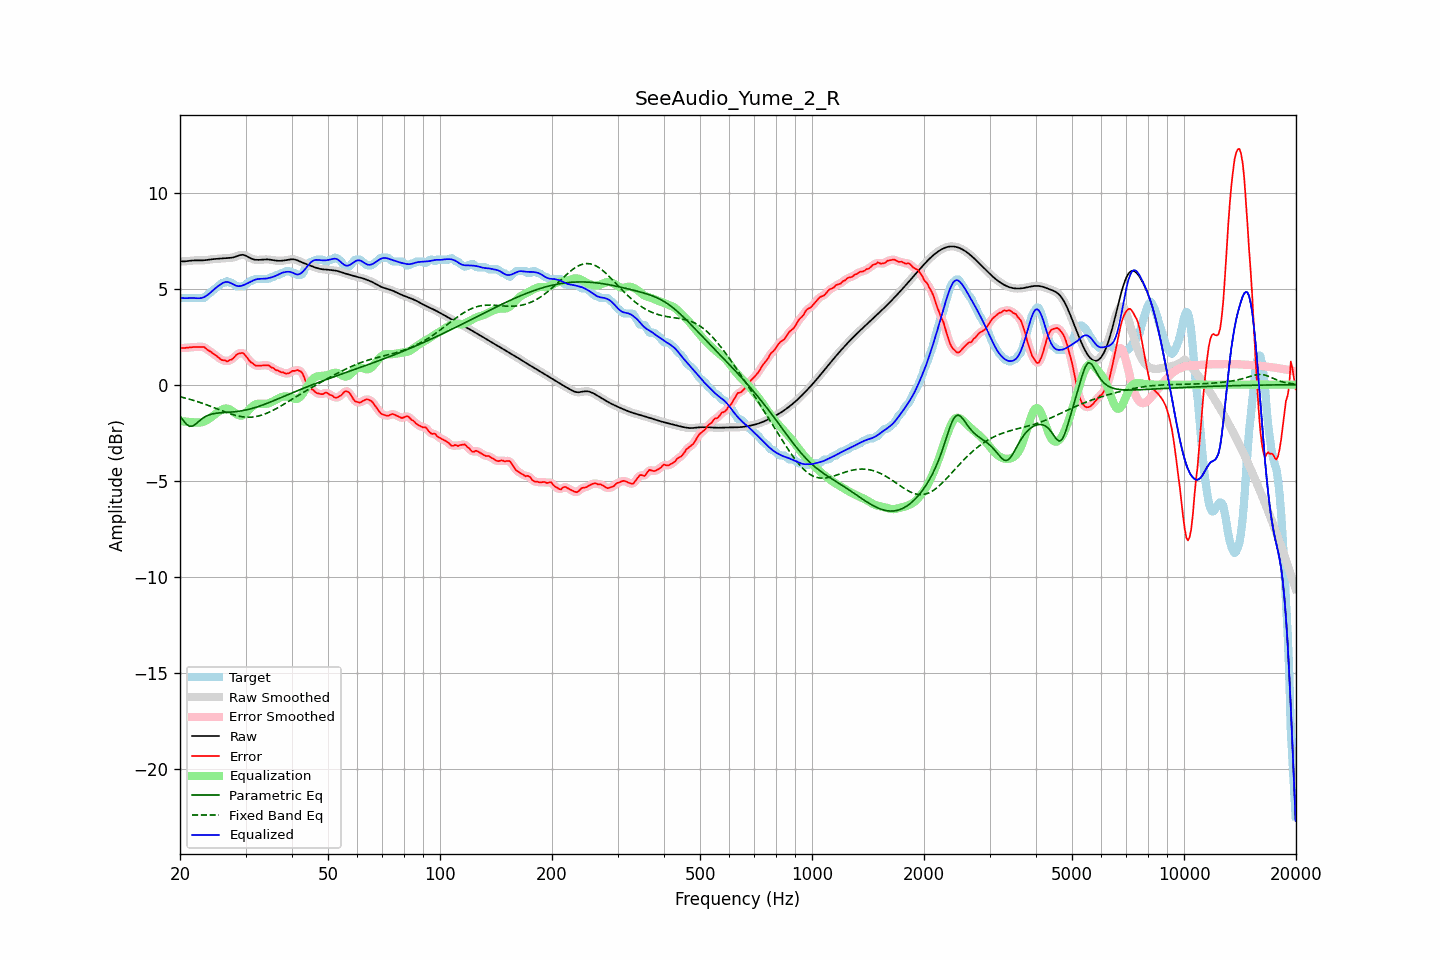 SeeAudio_Yume_2_R
Amplitude (dBr)
10
5
0
−5
−10
−15
−20
Target
Raw Smoothed
Error Smoothed
Raw
Error
Equalization
Parametric Eq
Fixed Band Eq
Equalized
20 50 100 200 500 1000 2000 5000 10000 20000
Frequency (Hz)